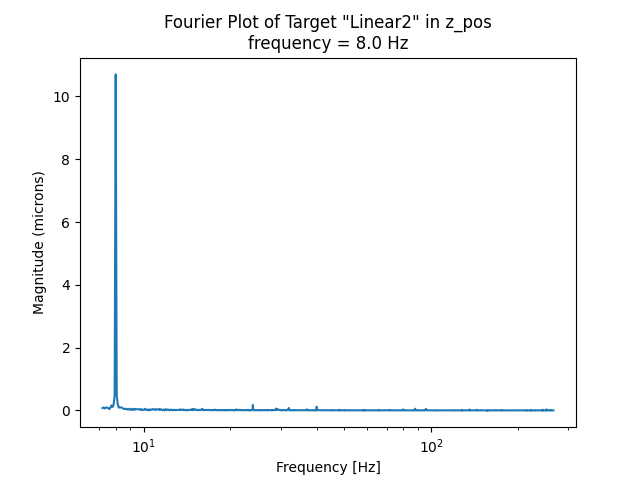 Fourier Plot of Target "Linear2" in z_pos
frequency = 8.0 Hz
10
8
6
4
2
0
Magnitude (microns)
10¹
10²
Frequency [Hz]